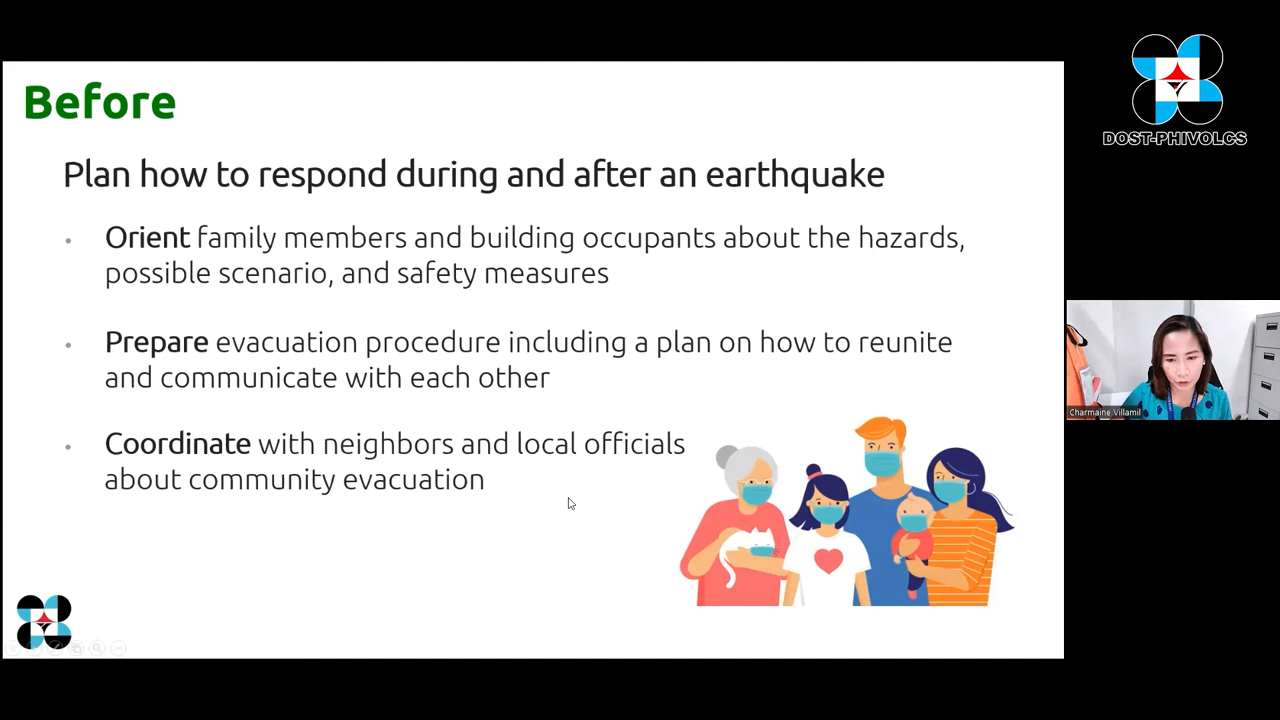 Before
Plan how to respond during and after an earthquake
• Orient family members and building occupants about the hazards,
possible scenario, and safety measures
• Prepare evacuation procedure including a plan on how to reunite
and communicate with each other
• Coordinate with neighbors and local officials
about community evacuation
DOST-PHIVOLCS
Charmaine Villamil